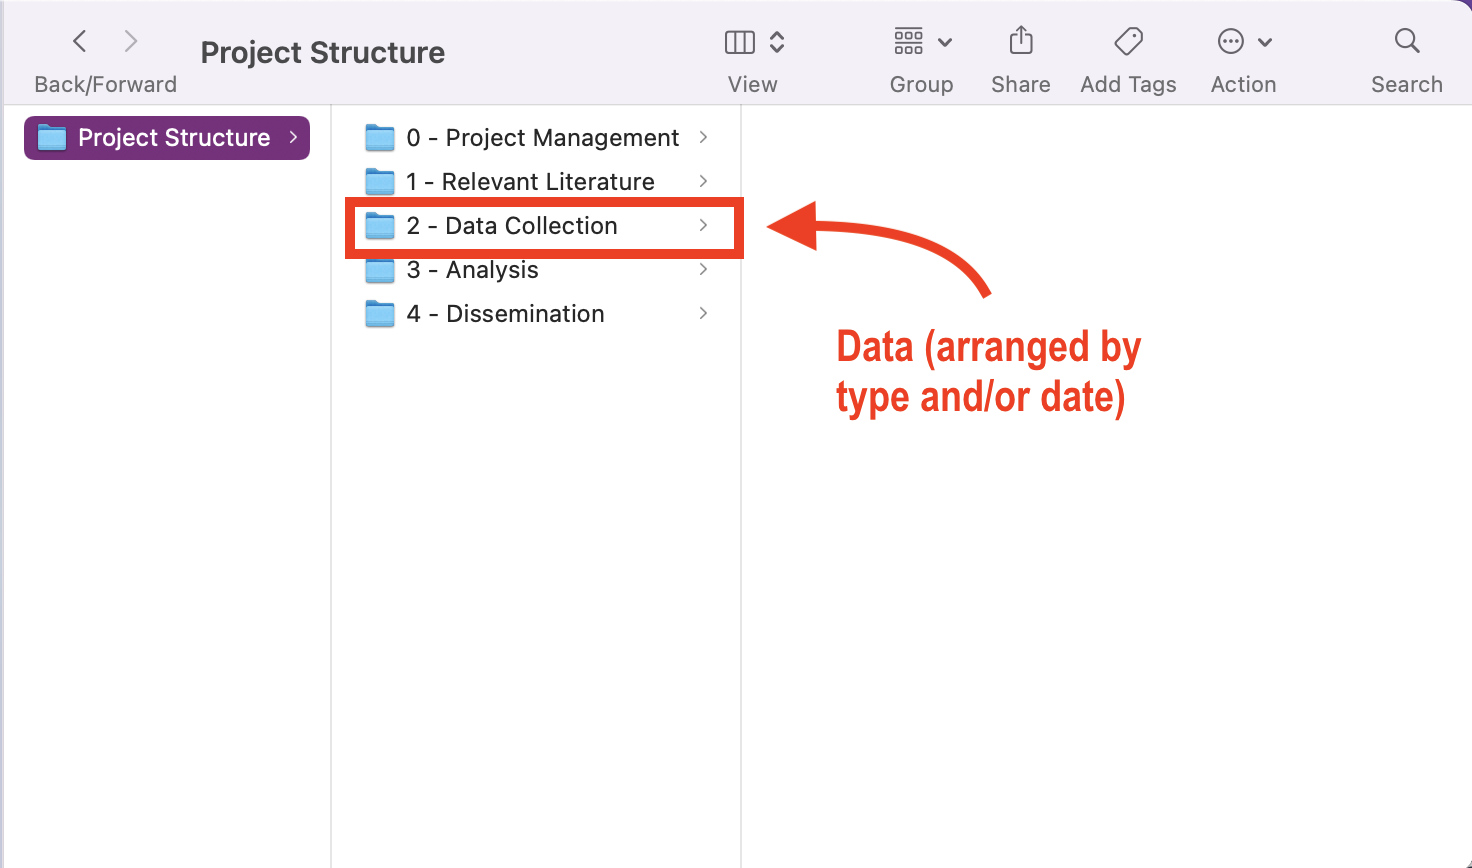 Project Structure
Back/Forward
View
Group
Share
Add Tags
Action
Search
Project Structure
0 - Project Management
1 - Relevant Literature
2 - Data Collection
3 - Analysis
4 - Dissemination
Data (arranged by
type and/or date)